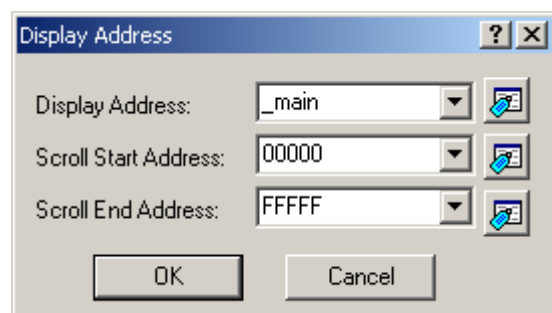 Display Address
Display Address: _main
Scroll Start Address: 00000
Scroll End Address: FFFFF
OK Cancel